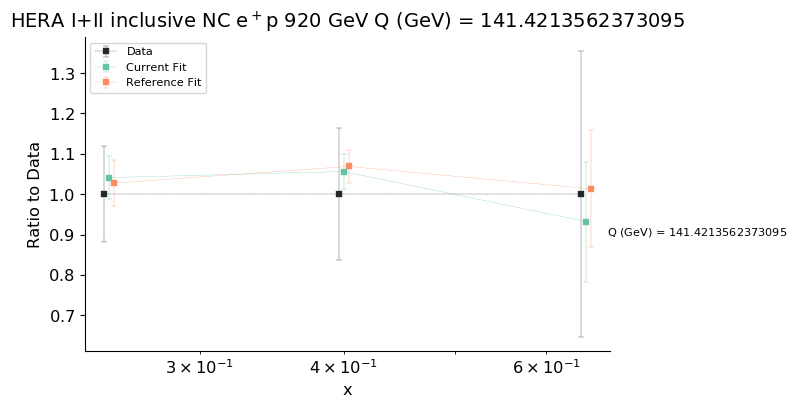 HERA I+II inclusive NC e⁺p 920 GeV Q (GeV) = 141.4213562373095
Data
Current Fit
Reference Fit
1.3
1.2
1.1
1.0
0.9
0.8
0.7
Ratio to Data
Q (GeV) = 141.4213562373095
3 × 10⁻¹
4 × 10⁻¹
6 × 10⁻¹
x